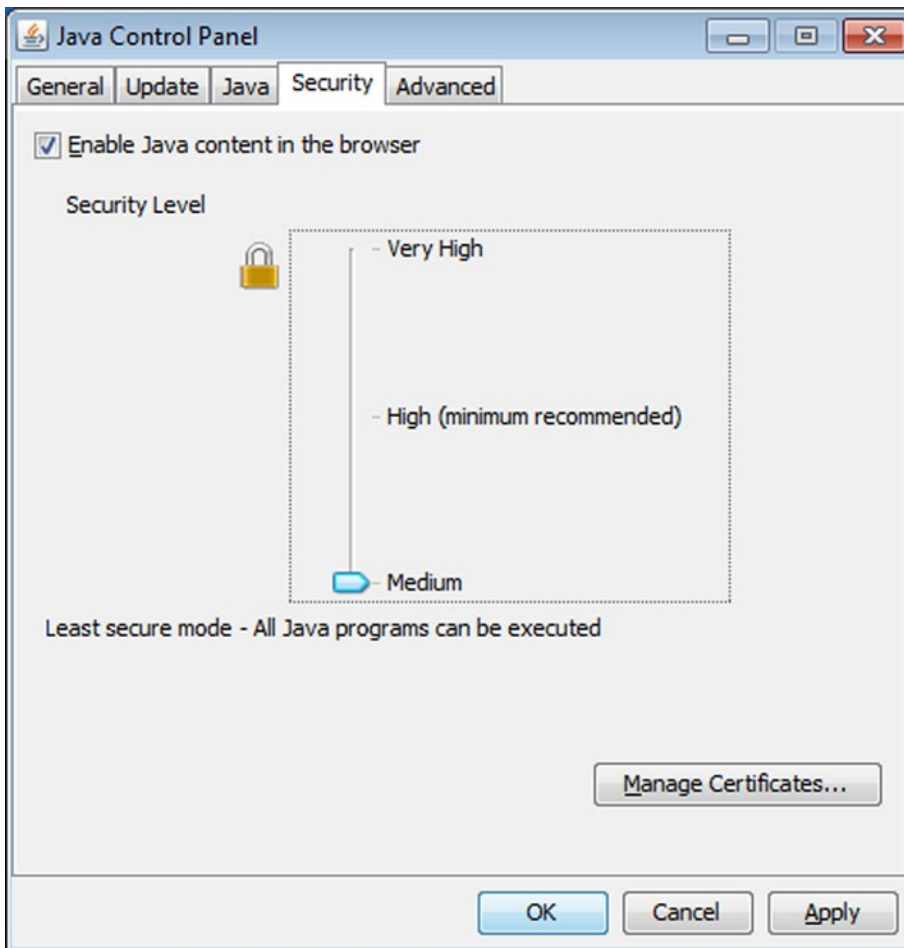 Java Control Panel
General Update Java Security Advanced
Enable Java content in the browser
Security Level
Very High
High (minimum recommended)
Medium
Least secure mode - All Java programs can be executed
Manage Certificates...
OK Cancel Apply